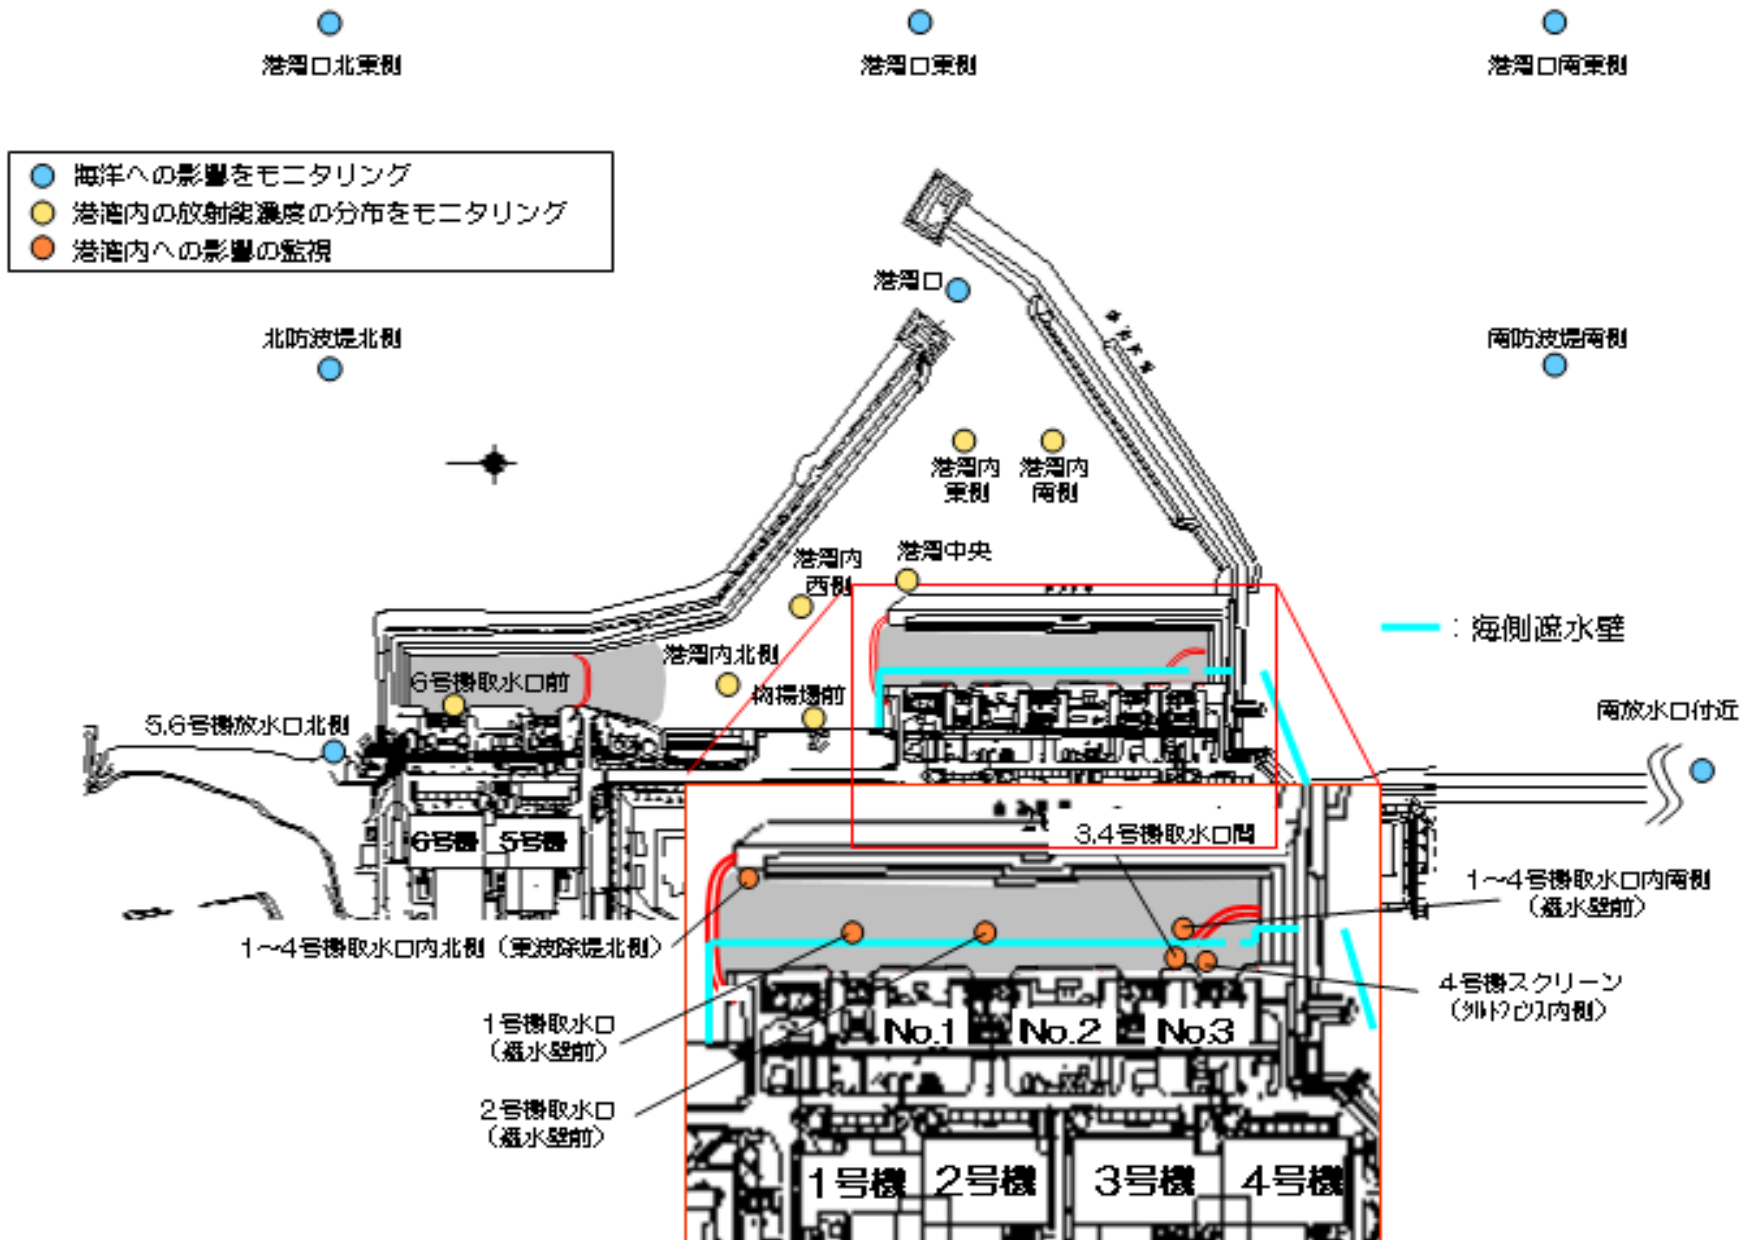 港湾口北東側
港湾口東側
港湾口南東側
海洋への影響をモニタリング
港湾内の放射能濃度の分布をモニタリング
港湾内への影響の監視
港湾口
北防波堤北側
南防波堤南側
港湾内
東側
港湾内
南側
港湾内
西側
港湾中央
：海側遮水壁
港湾内北側
6号機取水口前
物揚場前
5,6号機放水口北側
南放水口付近
6号機
5号機
3,4号機取水口間
1～4号機取水口内南側
（遮水壁前）
1～4号機取水口内北側（東波除堤北側）
4号機スクリーン
（ｼﾙﾄﾌｪﾝｽ内側）
1号機取水口
（遮水壁前）
No.1
No.2
No.3
2号機取水口
（遮水壁前）
1号機
2号機
3号機
4号機